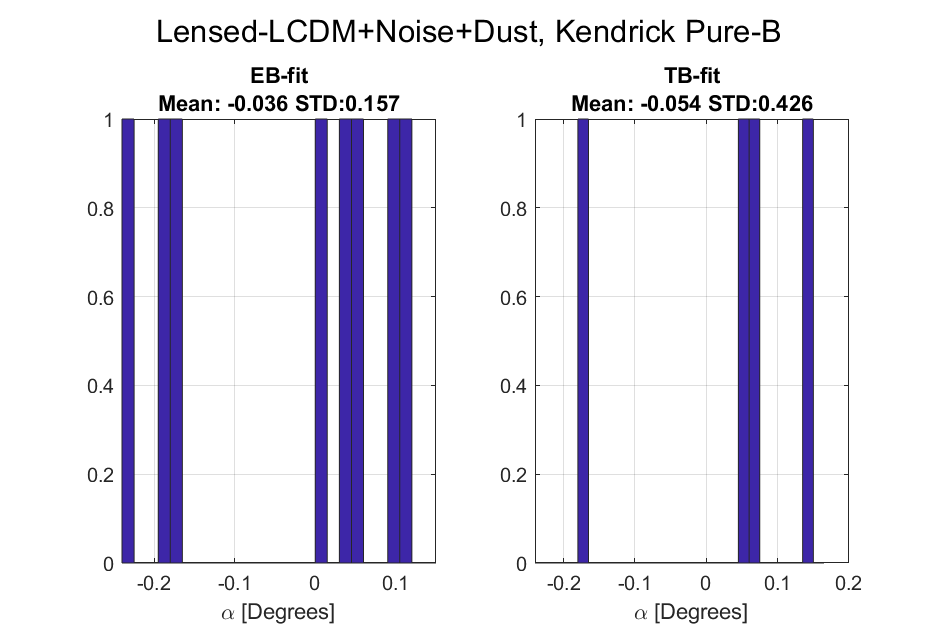 Lensed-LCDM+Noise+Dust, Kendrick Pure-B
EB-fit
Mean: -0.036 STD:0.157
1
0.8
0.6
0.4
0.2
0
-0.2 -0.1 0 0.1
α [Degrees]
TB-fit
Mean: -0.054 STD:0.426
1
0.8
0.6
0.4
0.2
0
-0.2 -0.1 0 0.1 0.2
α [Degrees]